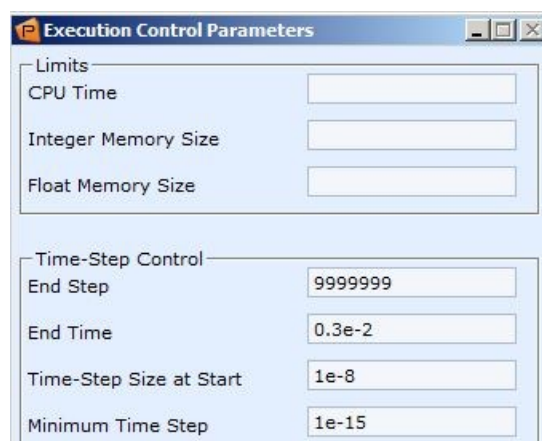 Execution Control Parameters
Limits
CPU Time
Integer Memory Size
Float Memory Size
Time-Step Control
End Step 9999999
End Time 0.3e-2
Time-Step Size at Start 1e-8
Minimum Time Step 1e-15